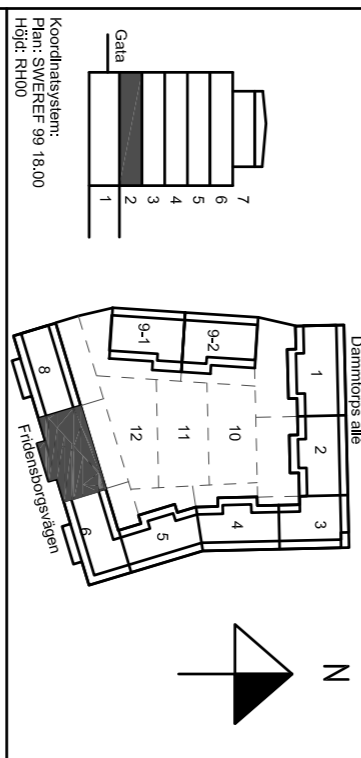 Koordinatsystem:
Plan: SWEREF 99 18.00
Höjd: RH00
Gata
1
2
3
4
5
6
7
Dammtorps alle
1
2
3
4
5
6
8
9-1
9-2
10
11
12
Fridensborgsvägen
N